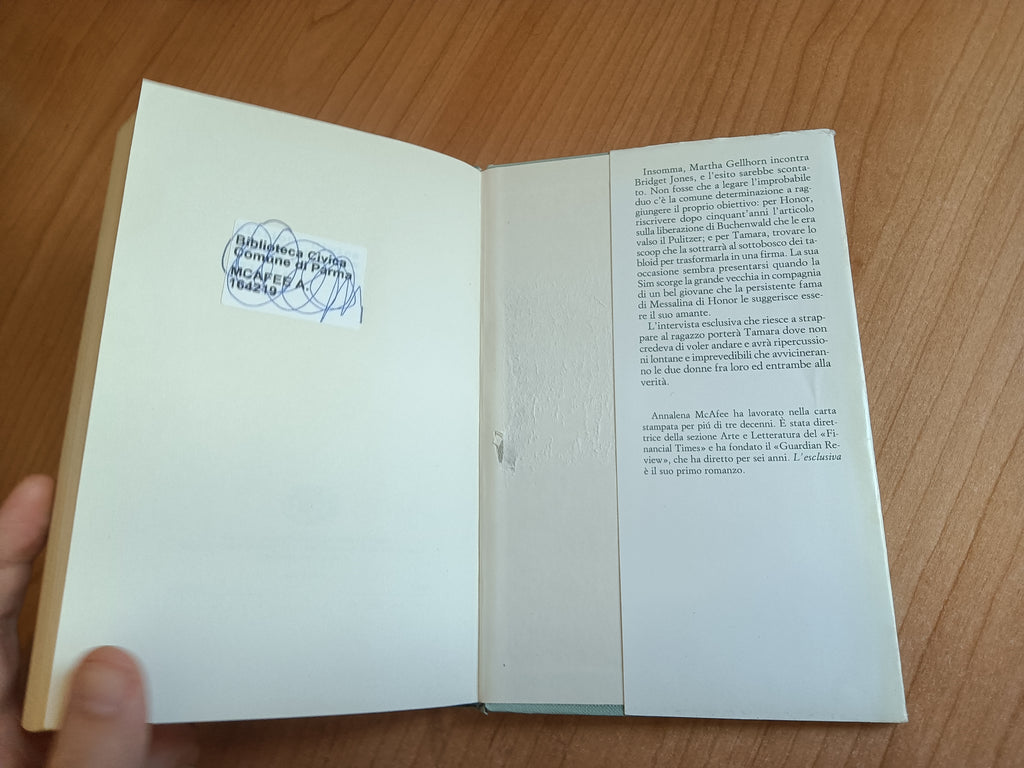 Biblioteca Civica
Comune di Parma
MCAFEE A.
164219
Insomma, Martha Gellhorn incontra
Bridget Jones, e l'esito sarebbe sconta-
to. Non fosse che a legare l'improbabile
duo c'è la comune determinazione a rag-
giungere il proprio obiettivo: per Honor,
riscrivere dopo cinquant'anni l'articolo
sulla liberazione di Buchenwald che le era
valso il Pulitzer; e per Tamara, trovare lo
scoop che la sottrarrà al sottobosco dei ta-
bloid per trasformarla in una firma. La sua
occasione sembra presentarsi quando la
Sim scorge la grande vecchia in compagnia
di un bel giovane che la persistente fama
di Messalina di Honor le suggerisce esse-
re il suo amante.
L'intervista esclusiva che riesce a strap-
pare al ragazzo porterà Tamara dove non
credeva di voler andare e avrà ripercussio-
ni lontane e imprevedibili che avvicineran-
no le due donne fra loro ed entrambe alla
verità.
Annalena McAfee ha lavorato nella carta
stampata per piú di tre decenni. È stata diret-
trice della sezione Arte e Letteratura del «Fi-
nancial Times» e ha fondato il «Guardian Re-
view», che ha diretto per sei anni. L'esclusiva
è il suo primo romanzo.